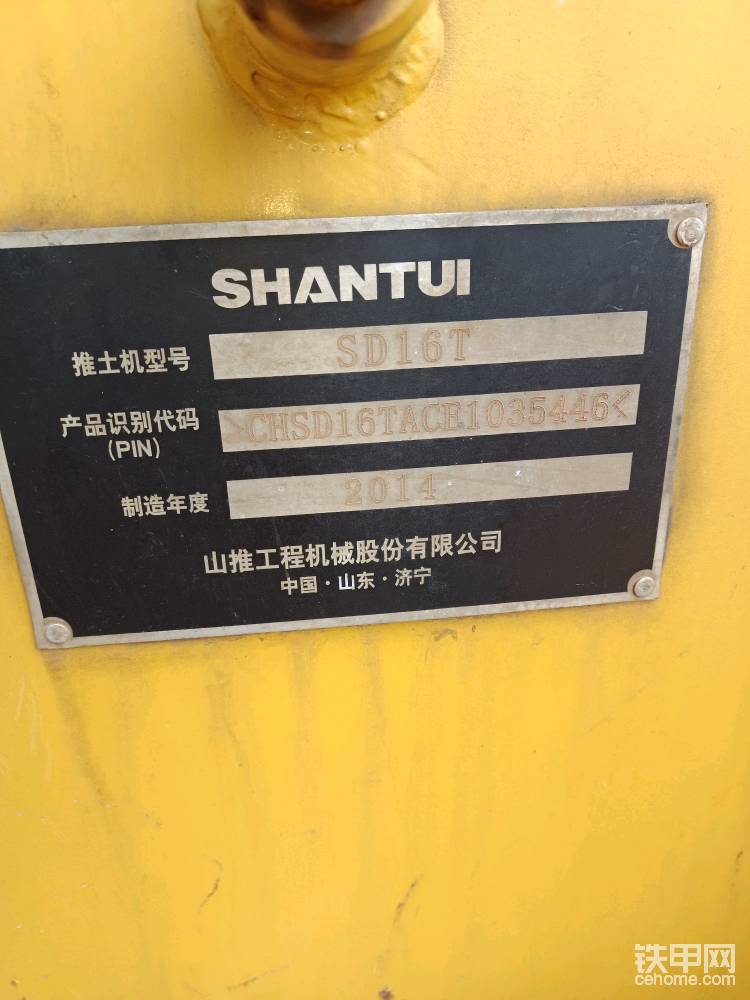 SHANTUI
推土机型号 SD16T
产品识别代码 >CHSD16TACE1035446<
(PIN)
制造年度 2014
山推工程机械股份有限公司
中国·山东·济宁
铁甲网
cehome.com